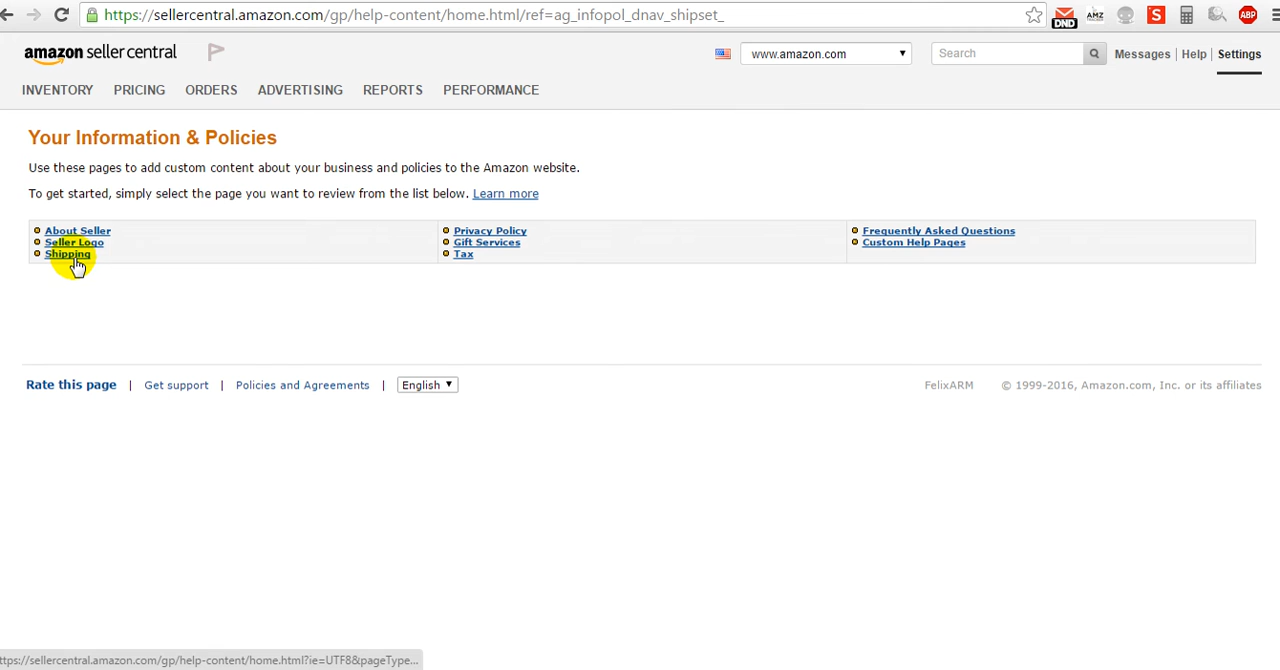 https://sellercentral.amazon.com/gp/help-content/home.html/ref=ag_infopol_dnav_shipset_
DND
AMZ
S
ABP
amazon seller central
www.amazon.com
Search
Messages | Help | Settings
INVENTORY PRICING ORDERS ADVERTISING REPORTS PERFORMANCE
Your Information & Policies
Use these pages to add custom content about your business and policies to the Amazon website.
To get started, simply select the page you want to review from the list below. Learn more
About Seller
Seller Logo
Shipping
Privacy Policy
Gift Services
Tax
Frequently Asked Questions
Custom Help Pages
Rate this page | Get support | Policies and Agreements | English
FelixARM © 1999-2016, Amazon.com, Inc. or its affiliates
ttps://sellercentral.amazon.com/gp/help-content/home.html?ie=UTF8&pageType...